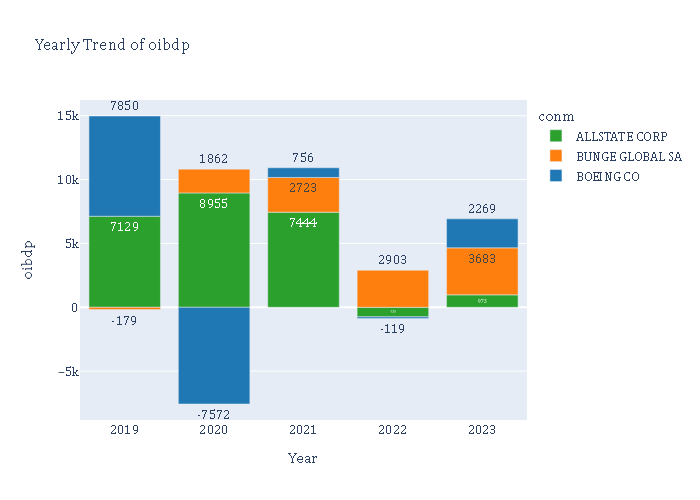 Yearly Trend of oibdp
conm
ALLSTATE CORP
BUNGE GLOBAL SA
BOEING CO
oibdp
15k
10k
5k
0
−5k
7850
7129
-179
1862
8955
-7572
756
2723
7444
2903
-119
2269
3683
973
2019
2020
2021
2022
2023
Year